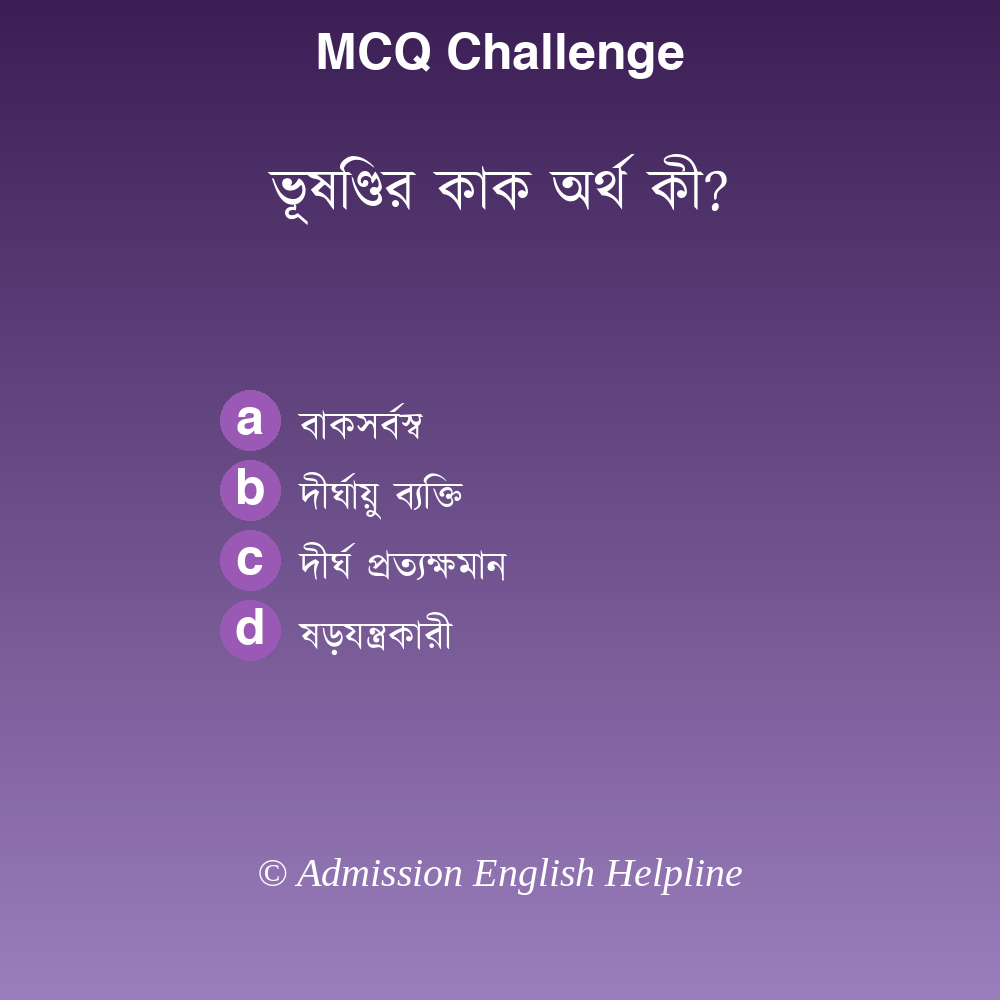 MCQ Challenge
ভূষণ্ডির কাক অর্থ কী?
a বাকসর্বস্ব
b দীর্ঘায়ু ব্যক্তি
c দীর্ঘ প্রত্যক্ষমান
d ষড়যন্ত্রকারী
© Admission English Helpline